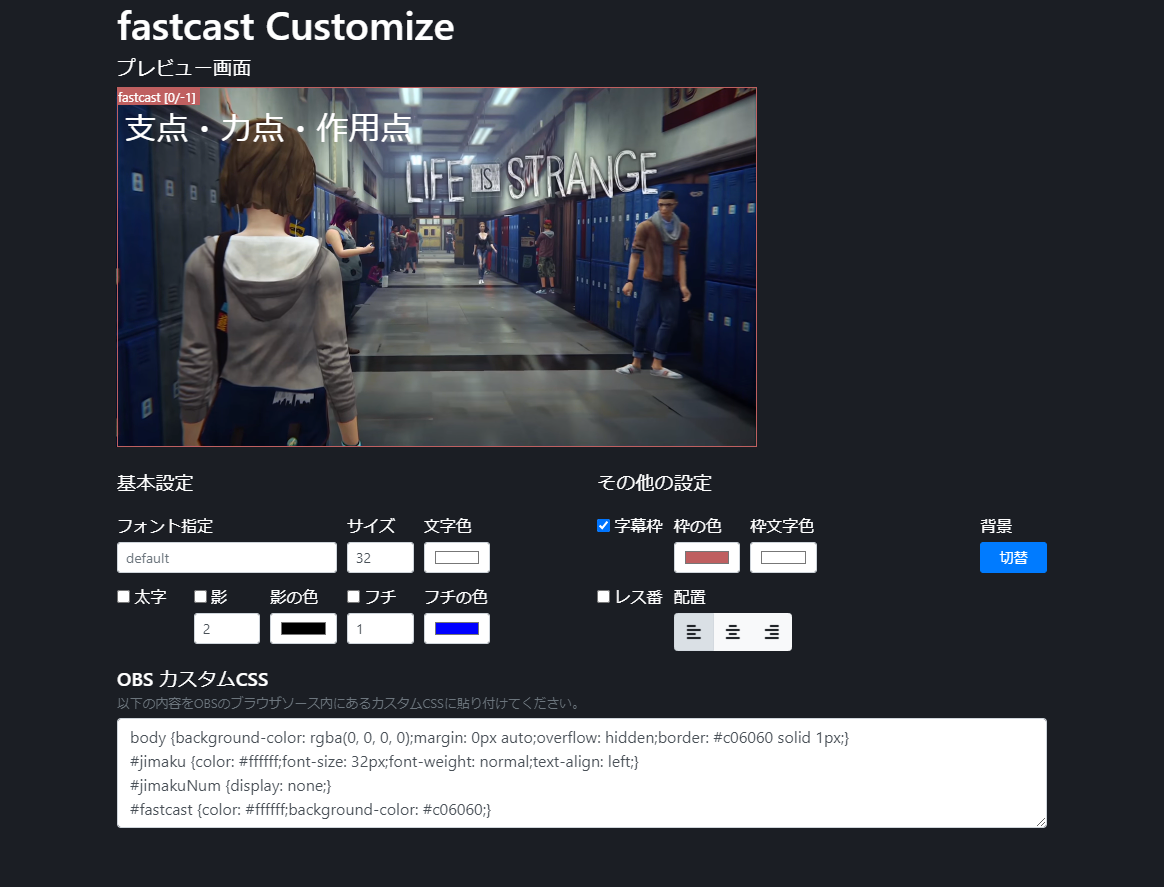 fastcast Customize
プレビュー画面
fastcast [0/-1]
支点・力点・作用点
LIFE IS STRANGE
基本設定
その他の設定
フォント指定 サイズ 文字色
字幕枠 枠の色 枠文字色 背景
default 32
切替
太字 影 影の色 フチ フチの色
レス番 配置
2 1
OBS カスタムCSS
以下の内容をOBSのブラウザソース内にあるカスタムCSSに貼り付けてください。
body {background-color: rgba(0, 0, 0, 0);margin: 0px auto;overflow: hidden;border: #c06060 solid 1px;}
#jimaku {color: #ffffff;font-size: 32px;font-weight: normal;text-align: left;}
#jimakuNum {display: none;}
#fastcast {color: #ffffff;background-color: #c06060;}